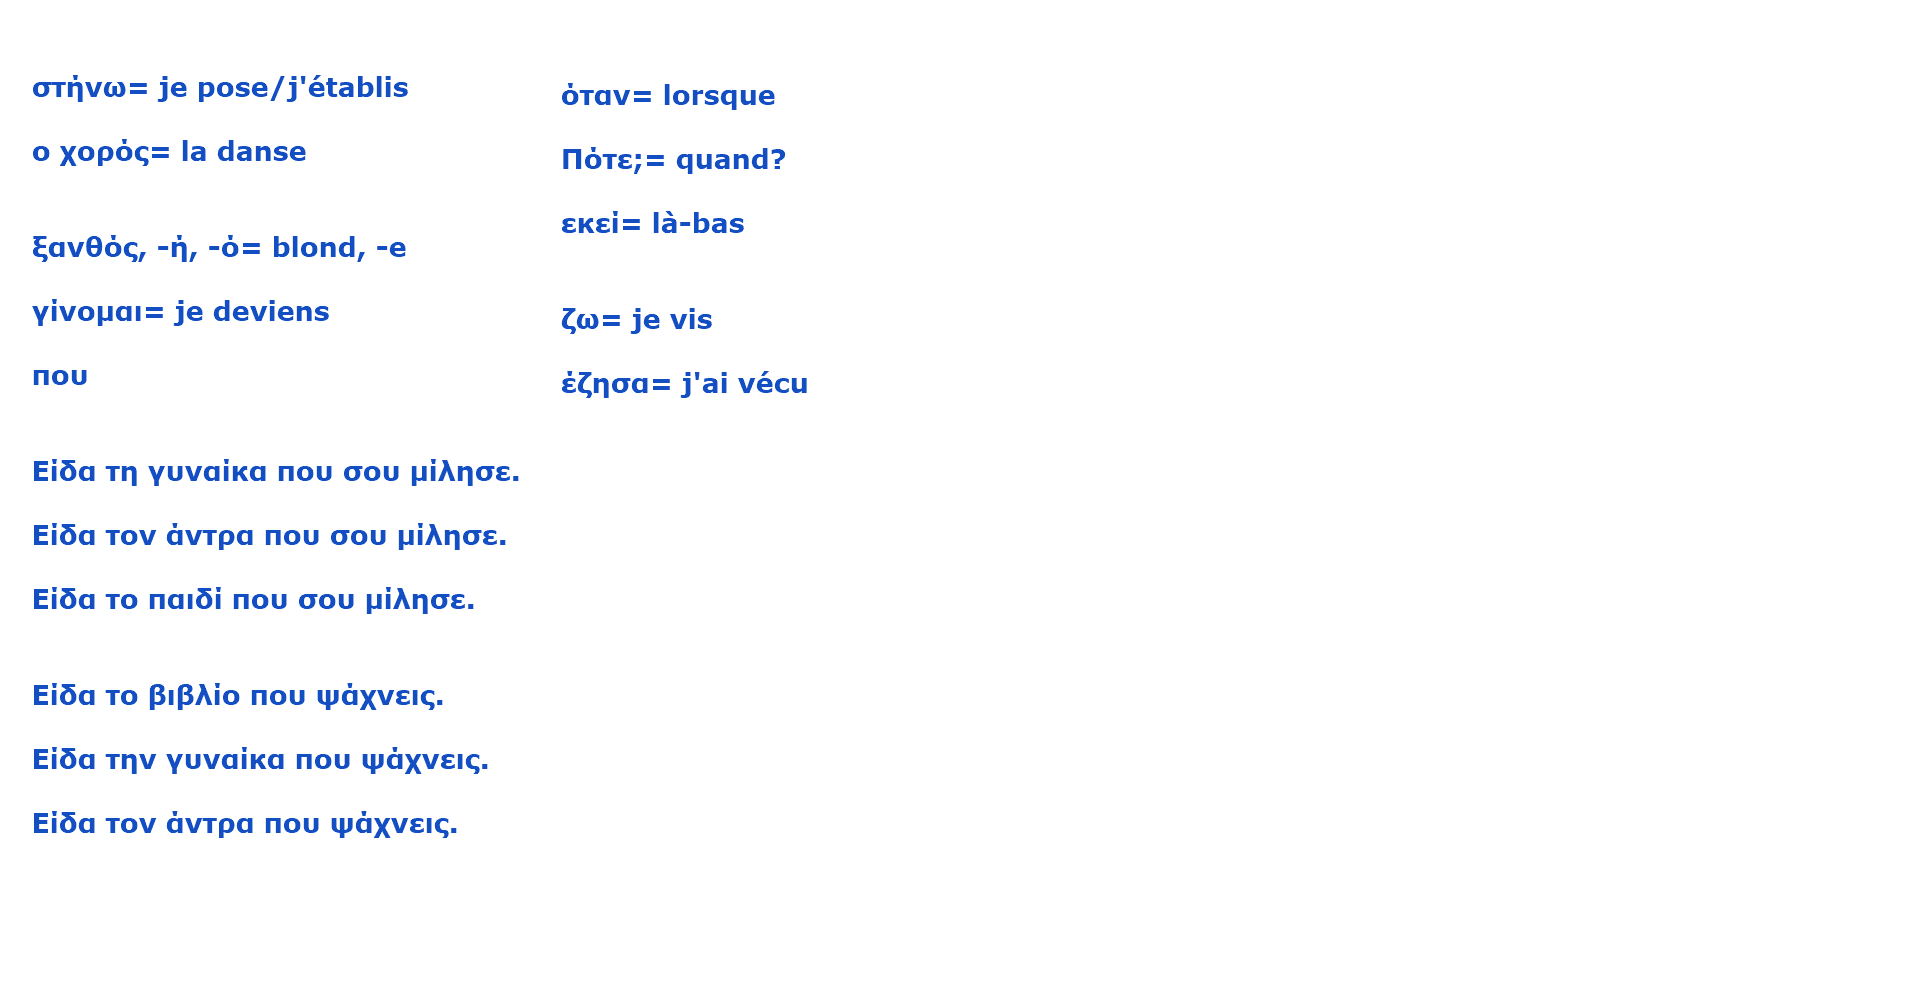 στήνω= je pose/j'établis
ο χορός= la danse
ξανθός, -ή, -ό= blond, -e
γίνομαι= je deviens
που
Είδα τη γυναίκα που σου μίλησε.
Είδα τον άντρα που σου μίλησε.
Είδα το παιδί που σου μίλησε.
Είδα το βιβλίο που ψάχνεις.
Είδα την γυναίκα που ψάχνεις.
Είδα τον άντρα που ψάχνεις.
όταν= lorsque
Πότε;= quand?
εκεί= là-bas
ζω= je vis
έζησα= j'ai vécu